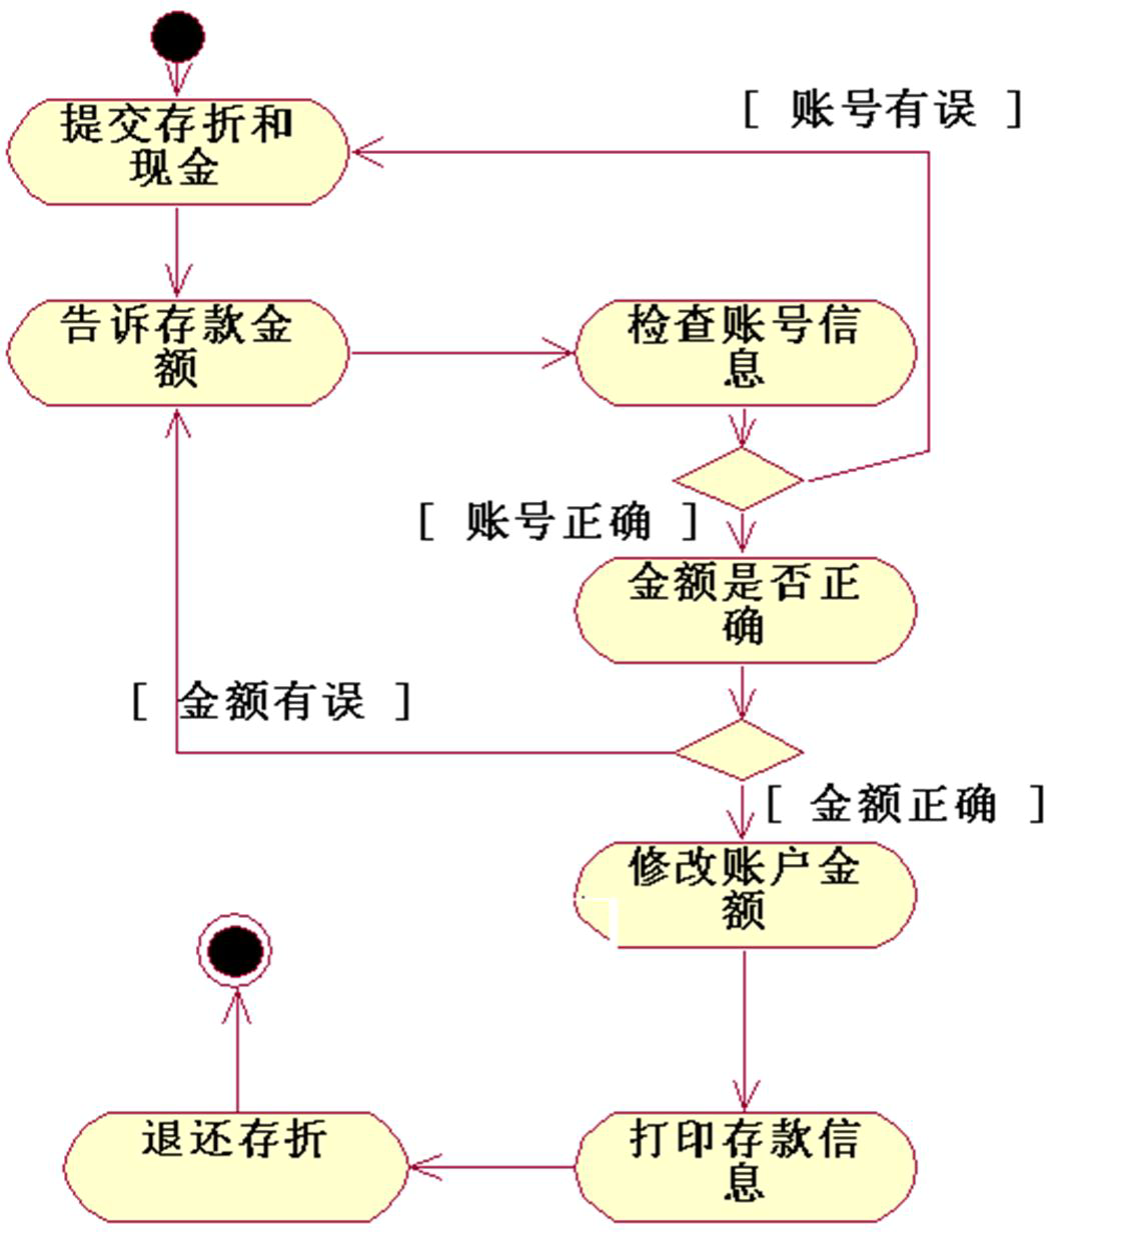 提交存折和
现金
[ 账号有误 ]
告诉存款金
额
检查账号信
息
[ 账号正确 ]
金额是否正
确
[ 金额有误 ]
[ 金额正确 ]
修改账户金
额
打印存款信
息
退还存折